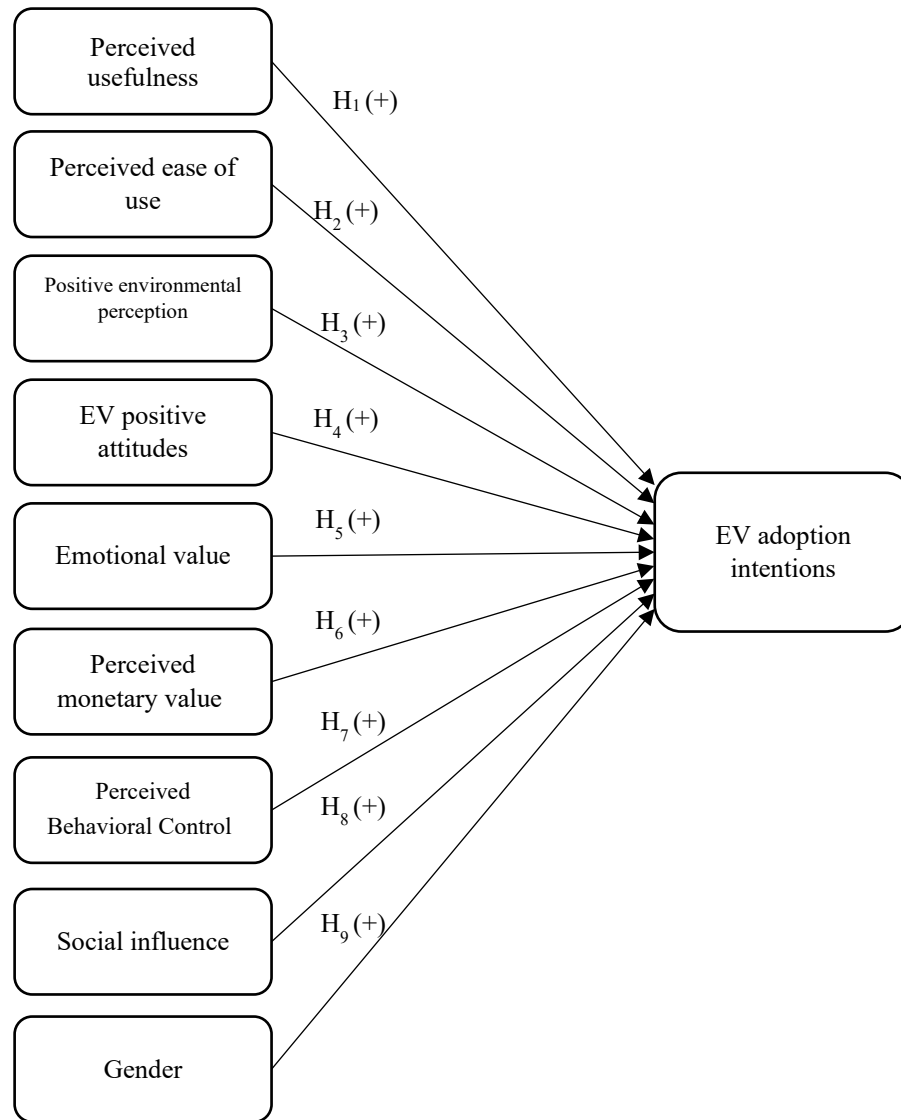 Perceived
usefulness
H₁ (+)
Perceived ease of
use
H₂ (+)
Positive environmental
perception
H₃ (+)
EV positive
attitudes
H₄ (+)
Emotional value
H₅ (+)
EV adoption
intentions
Perceived
monetary value
H₆ (+)
Perceived
Behavioral Control
H₇ (+)
Social influence
H₈ (+)
Gender
H₉ (+)